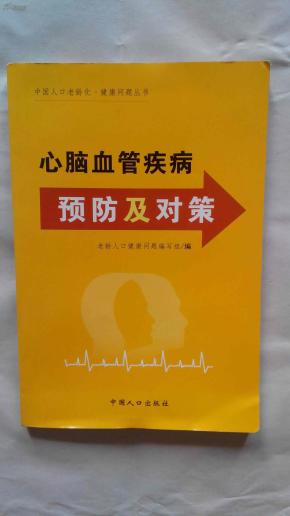 中国人口老龄化·健康问题丛书
心脑血管疾病
预防及对策
老龄人口健康问题编写组/编
中国人口出版社